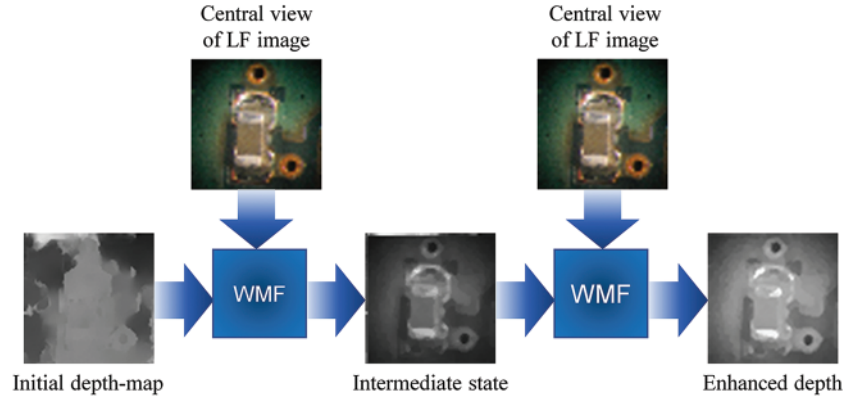 Central view
of LF image
Central view
of LF image
WMF
WMF
Initial depth-map
Intermediate state
Enhanced depth